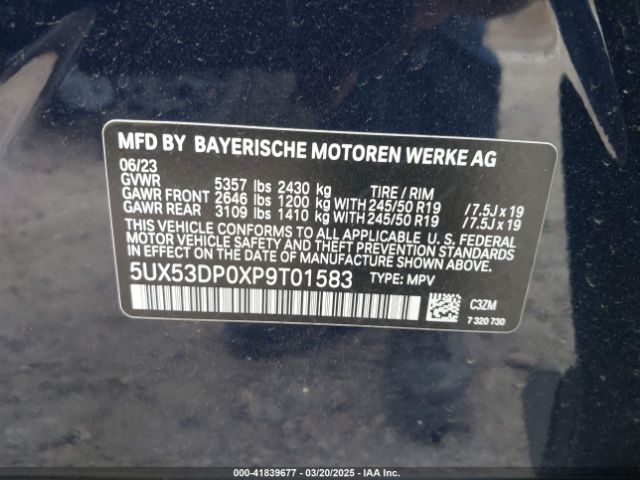 MFD BY BAYERISCHE MOTOREN WERKE AG
06/23
GVWR 5357 lbs 2430 kg TIRE / RIM
GAWR FRONT 2646 lbs 1200 kg WITH 245/50 R19 / 7.5J x 19
GAWR REAR 3109 lbs 1410 kg WITH 245/50 R19 / 7.5J x 19
THIS VEHICLE CONFORMS TO ALL APPLICABLE U. S. FEDERAL
MOTOR VEHICLE SAFETY, BUMPER, AND THEFT PREVENTION STANDARDS
IN EFFECT ON THE DATE OF MANUFACTURE SHOWN ABOVE.
5UX53DP0XP9T01583 TYPE: MPV
C3ZM
7 320 730
000-41839677 - 03/20/2025 - IAA Inc.